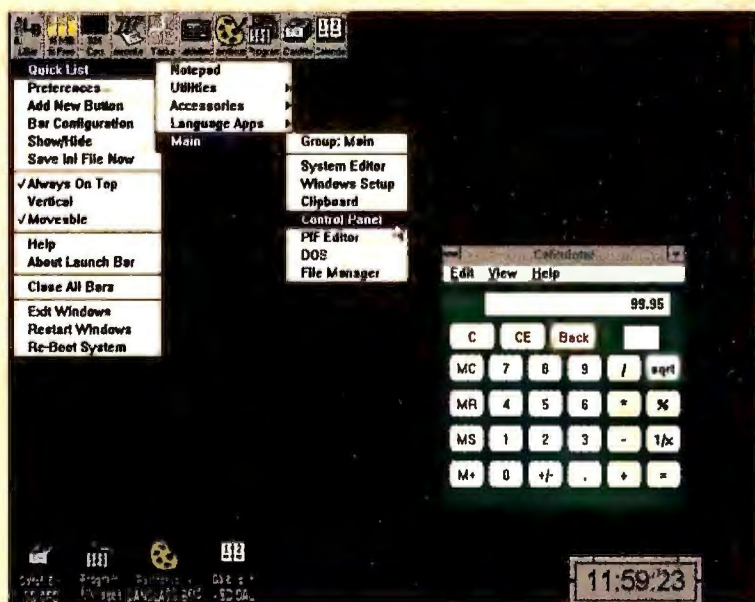 Quick List
Preferences
Add New Button
Bar Configuration
Show/Hide
Save Ini File Now
✓Always On Top
Vertical
✓Moveable
Help
About Launch Bar
Close All Bars
Exit Windows
Restart Windows
Re-Boot System
Notepad
Utilities
Accessories
Language Apps
Main
Group: Main
System Editor
Windows Setup
Clipboard
Control Panel
PIF Editor
DOS
File Manager
Calculator
Edit View Help
99.95
C CE Back
MC 7 8 9 / sqrt
MR 4 5 6 * %
MS 1 2 3 - 1/x
M+ 0 +/- . + =
11:59:23